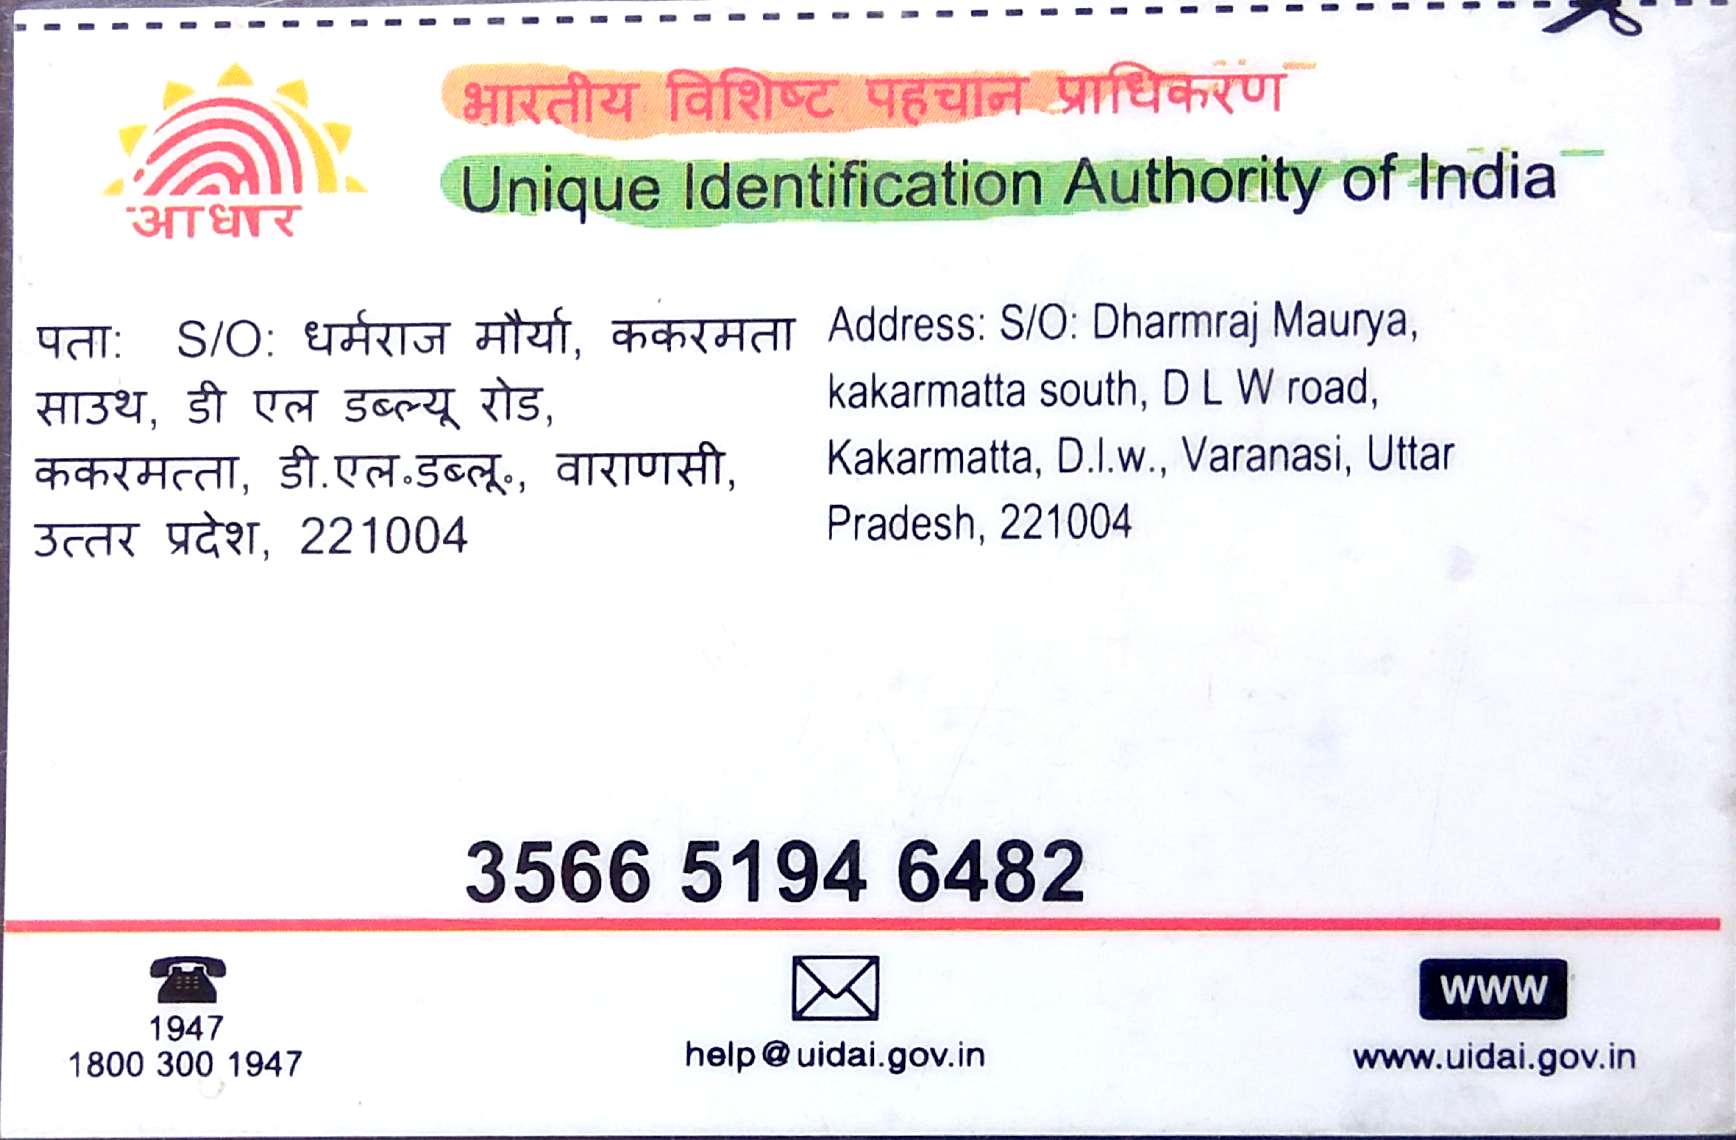 आधार
भारतीय विशिष्ट पहचान प्राधिकरण
Unique Identification Authority of India
पता: S/O: धर्मराज मौर्या, ककरमता
साउथ, डी एल डब्ल्यू रोड,
ककरमत्ता, डी.एल॰डब्लू॰, वाराणसी,
उत्तर प्रदेश, 221004
Address: S/O: Dharmraj Maurya,
kakarmatta south, D L W road,
Kakarmatta, D.l.w., Varanasi, Uttar
Pradesh, 221004
3566 5194 6482
1947
1800 300 1947
help@uidai.gov.in
www
www.uidai.gov.in